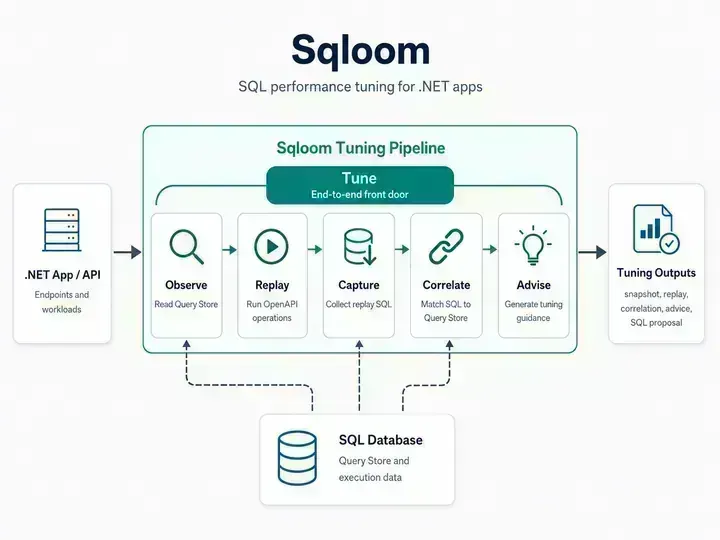 Sqloom
SQL performance tuning for .NET apps
Sqloom Tuning Pipeline
Tune
End-to-end front door
.NET App / API
Endpoints and
workloads
Observe
Read Query Store
Replay
Run OpenAPI
operations
Capture
Collect replay SQL
Correlate
Match SQL to
Query Store
Advise
Generate tuning
guidance
Tuning Outputs
snapshot, replay,
correlation, advice,
SQL proposal
SQL Database
Query Store and
execution data